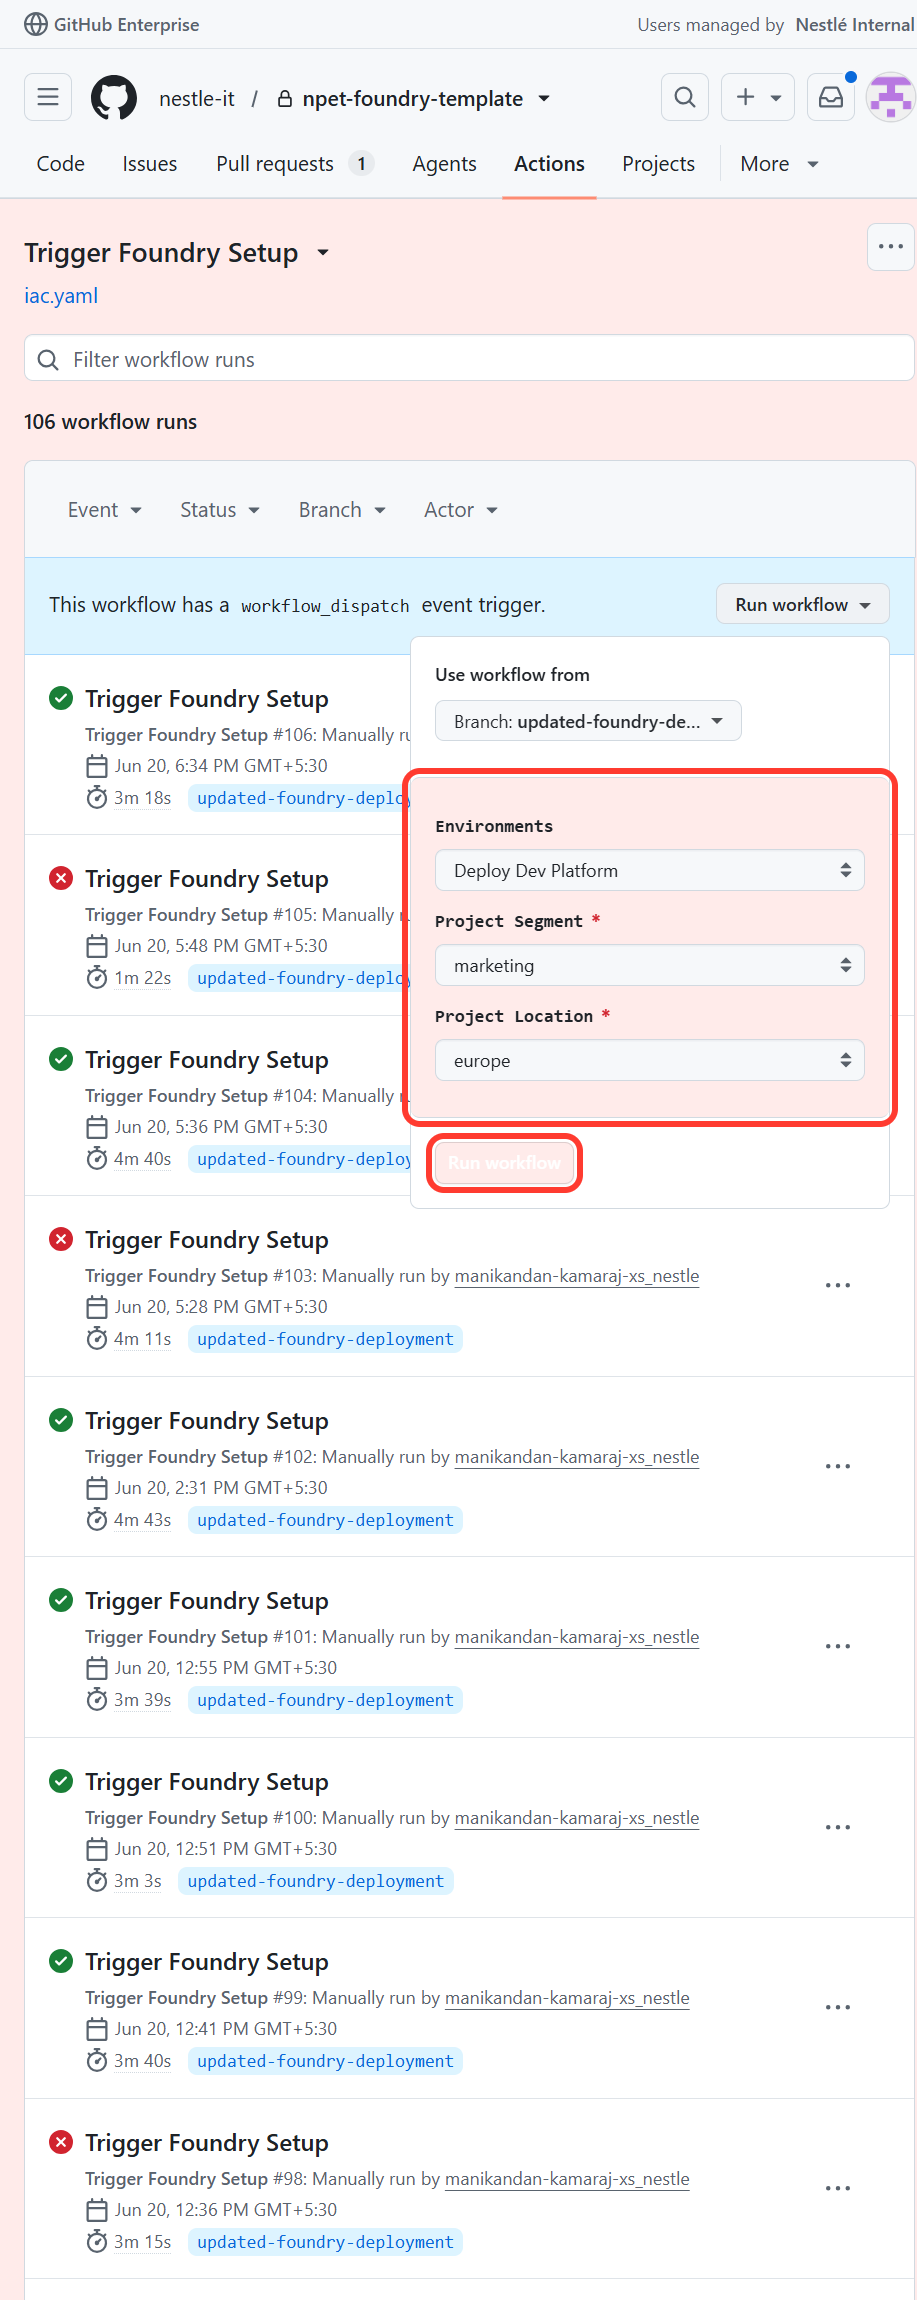 GitHub Enterprise
Users managed by Nestlé Internal
nestle-it / npet-foundry-template
Code Issues Pull requests 1 Agents Actions Projects More
Trigger Foundry Setup
iac.yaml
Filter workflow runs
106 workflow runs
Event Status Branch Actor
This workflow has a workflow_dispatch event trigger.
Run workflow
Use workflow from
Branch: updated-foundry-de...
Environments
Deploy Dev Platform
Project Segment *
marketing
Project Location *
europe
Run workflow
Trigger Foundry Setup
Trigger Foundry Setup #106: Manually ru
Jun 20, 6:34 PM GMT+5:30
3m 18s updated-foundry-deploy
Trigger Foundry Setup
Trigger Foundry Setup #105: Manually r
Jun 20, 5:48 PM GMT+5:30
1m 22s updated-foundry-deploy
Trigger Foundry Setup
Trigger Foundry Setup #104: Manually r
Jun 20, 5:36 PM GMT+5:30
4m 40s updated-foundry-deploy
Trigger Foundry Setup
Trigger Foundry Setup #103: Manually run by manikandan-kamaraj-xs_nestle
Jun 20, 5:28 PM GMT+5:30
4m 11s updated-foundry-deployment
Trigger Foundry Setup
Trigger Foundry Setup #102: Manually run by manikandan-kamaraj-xs_nestle
Jun 20, 2:31 PM GMT+5:30
4m 43s updated-foundry-deployment
Trigger Foundry Setup
Trigger Foundry Setup #101: Manually run by manikandan-kamaraj-xs_nestle
Jun 20, 12:55 PM GMT+5:30
3m 39s updated-foundry-deployment
Trigger Foundry Setup
Trigger Foundry Setup #100: Manually run by manikandan-kamaraj-xs_nestle
Jun 20, 12:51 PM GMT+5:30
3m 3s updated-foundry-deployment
Trigger Foundry Setup
Trigger Foundry Setup #99: Manually run by manikandan-kamaraj-xs_nestle
Jun 20, 12:41 PM GMT+5:30
3m 40s updated-foundry-deployment
Trigger Foundry Setup
Trigger Foundry Setup #98: Manually run by manikandan-kamaraj-xs_nestle
Jun 20, 12:36 PM GMT+5:30
3m 15s updated-foundry-deployment